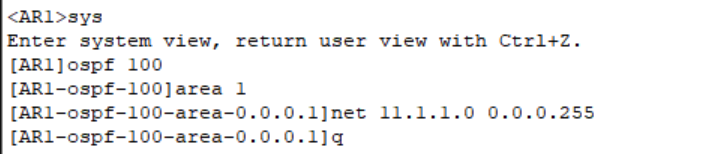 <AR1>sys
Enter system view, return user view with Ctrl+Z.
[AR1]ospf 100
[AR1-ospf-100]area 1
[AR1-ospf-100-area-0.0.0.1]net 11.1.1.0 0.0.0.255
[AR1-ospf-100-area-0.0.0.1]q